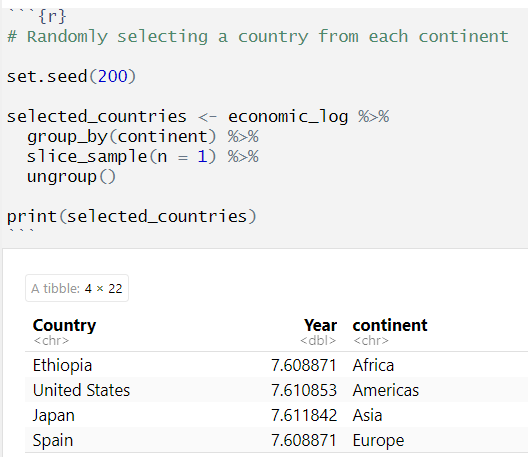 ```{r}
# Randomly selecting a country from each continent
set.seed(200)
selected_countries <- economic_log %>%
  group_by(continent) %>%
  slice_sample(n = 1) %>%
  ungroup()
print(selected_countries)
```
A tibble: 4 × 22
Country Year continent
<chr> <dbl> <chr>
Ethiopia 7.608871 Africa
United States 7.610853 Americas
Japan 7.611842 Asia
Spain 7.608871 Europe